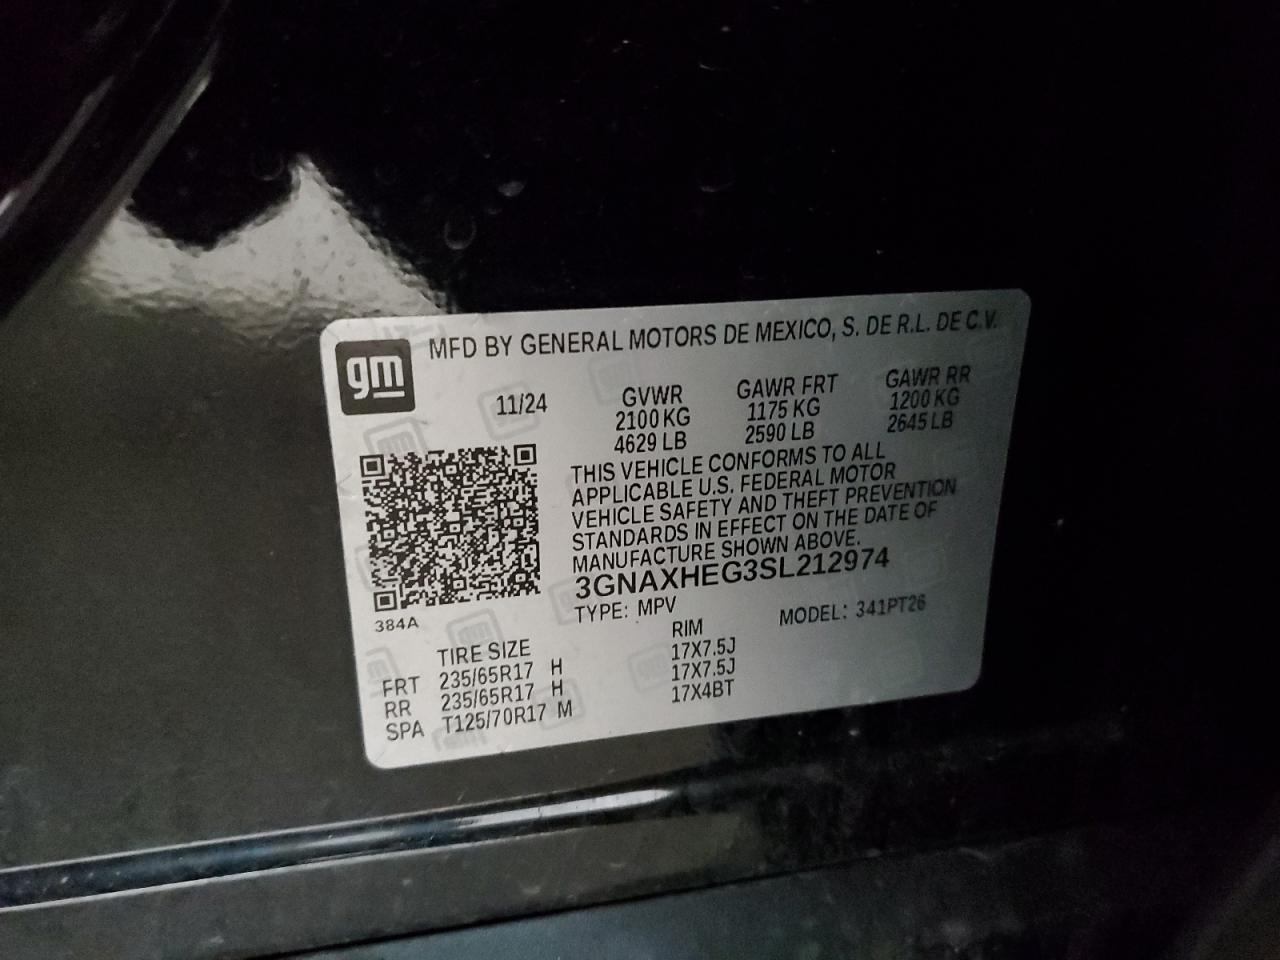 gm
MFD BY GENERAL MOTORS DE MEXICO, S. DE R.L. DE C.V.
11/24
GVWR
2100 KG
4629 LB
GAWR FRT
1175 KG
2590 LB
GAWR RR
1200 KG
2645 LB
THIS VEHICLE CONFORMS TO ALL
APPLICABLE U.S. FEDERAL MOTOR
VEHICLE SAFETY AND THEFT PREVENTION
STANDARDS IN EFFECT ON THE DATE OF
MANUFACTURE SHOWN ABOVE.
3GNAXHEG3SL212974
TYPE: MPV MODEL: 341PT26
384A
TIRE SIZE RIM
FRT 235/65R17 H 17X7.5J
RR 235/65R17 H 17X7.5J
SPA T125/70R17 M 17X4BT